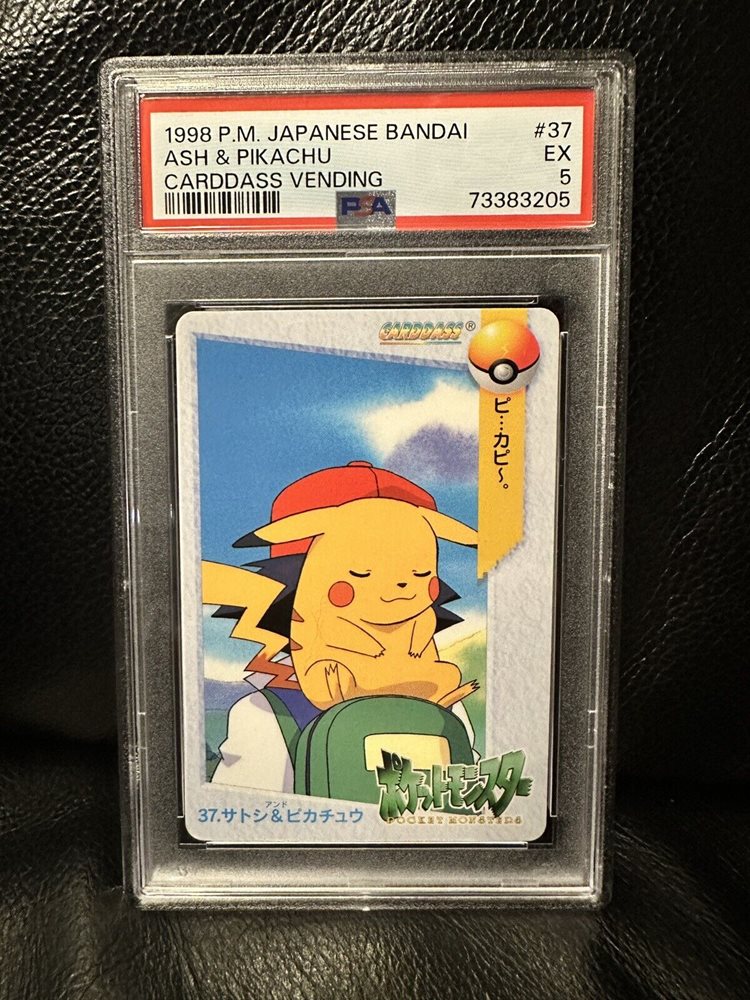 1998 P.M. JAPANESE BANDAI #37
ASH & PIKACHU EX
CARDDASS VENDING 5
PSA 73383205
CARDDASS®
ピ…カピ〜。
ポケットモンスター
POCKET MONSTERS
アンド
37.サトシ&ピカチュウ